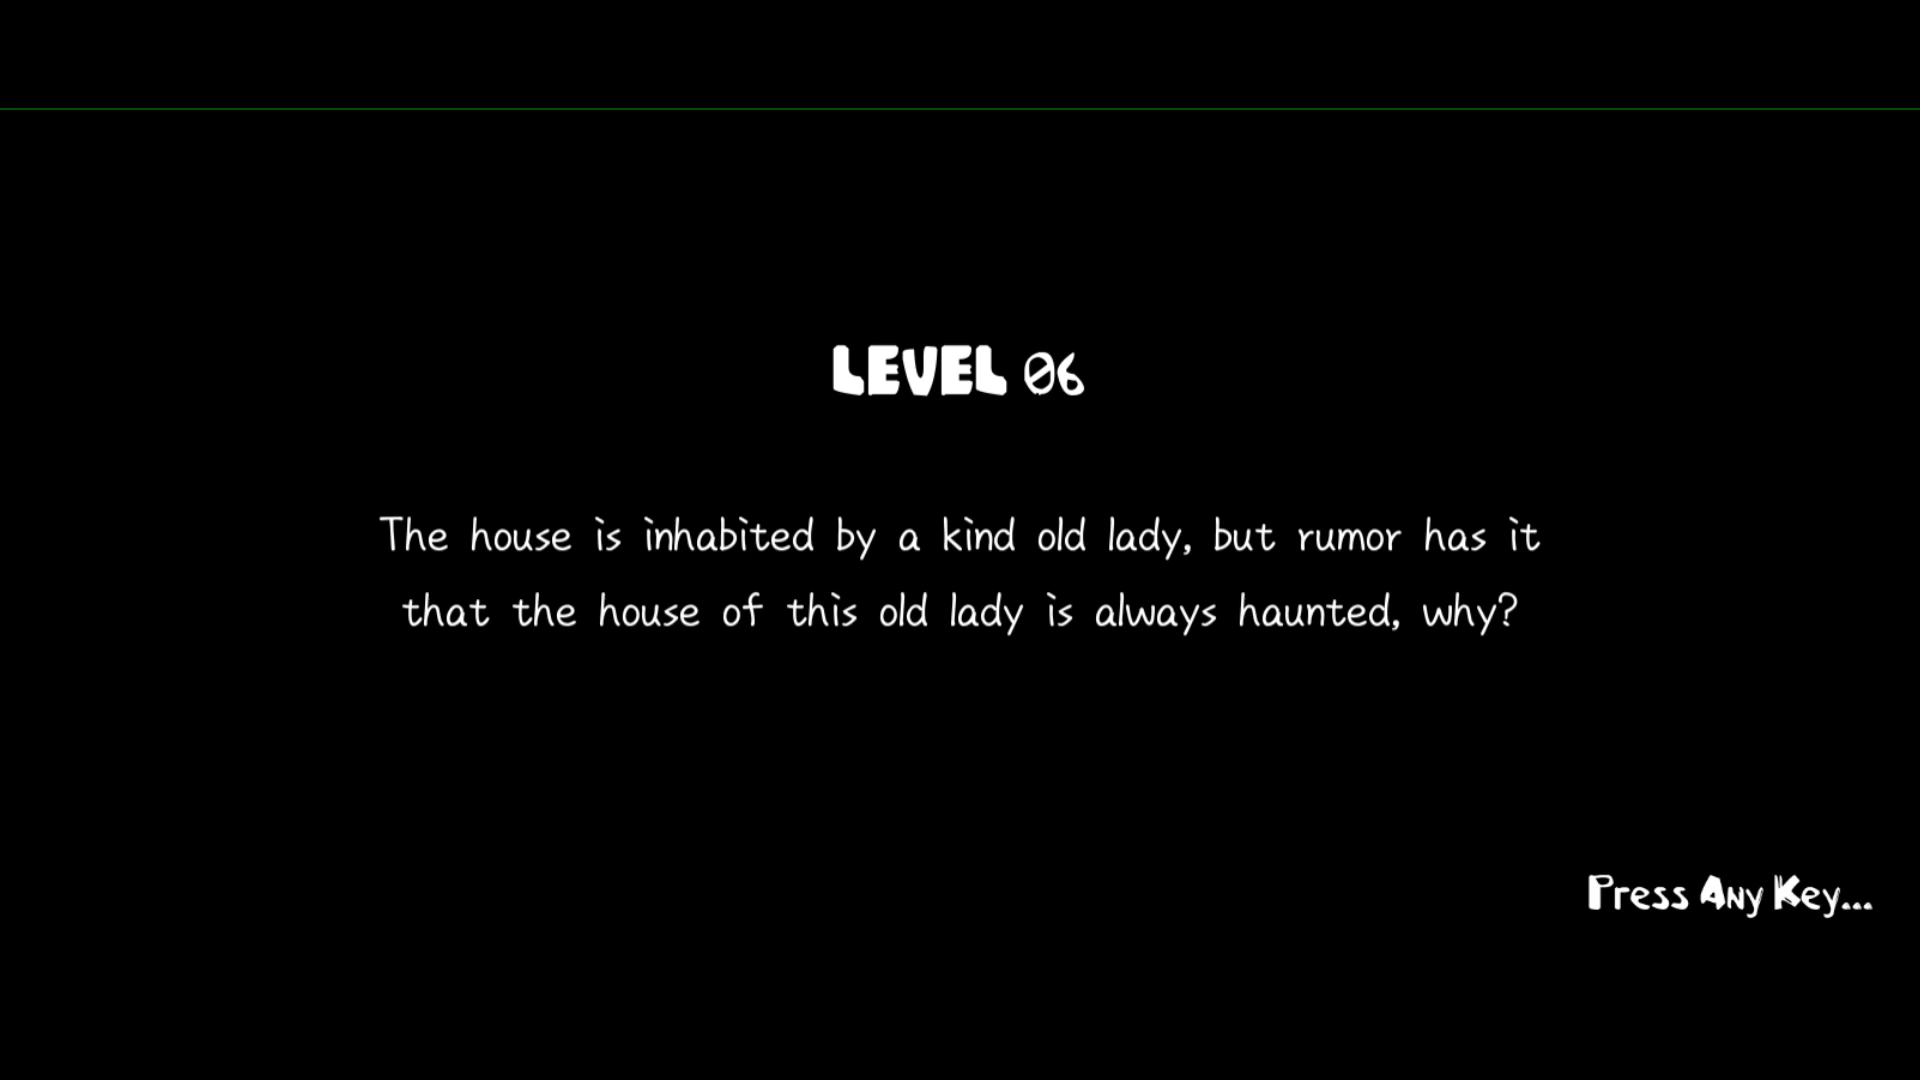 LEVEL 06
The house is inhabited by a kind old lady, but rumor has it
that the house of this old lady is always haunted, why?
Press Any Key...